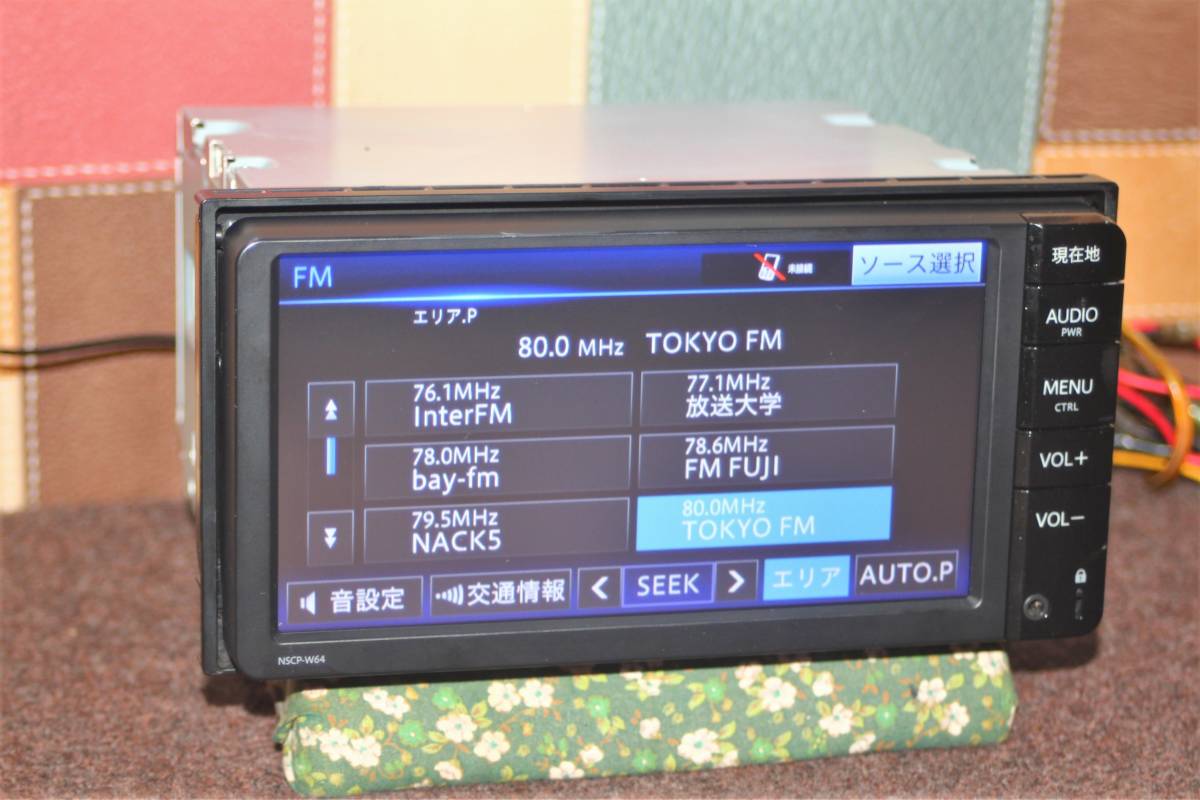 FM
未接続
ソース選択
エリア.P
80.0 MHz TOKYO FM
76.1MHz
InterFM
77.1MHz
放送大学
78.0MHz
bay-fm
78.6MHz
FM FUJI
79.5MHz
NACK5
80.0MHz
TOKYO FM
音設定
交通情報
<
SEEK
>
エリア
AUTO.P
現在地
AUDIO
PWR
MENU
CTRL
VOL+
VOL-
NSCP-W64